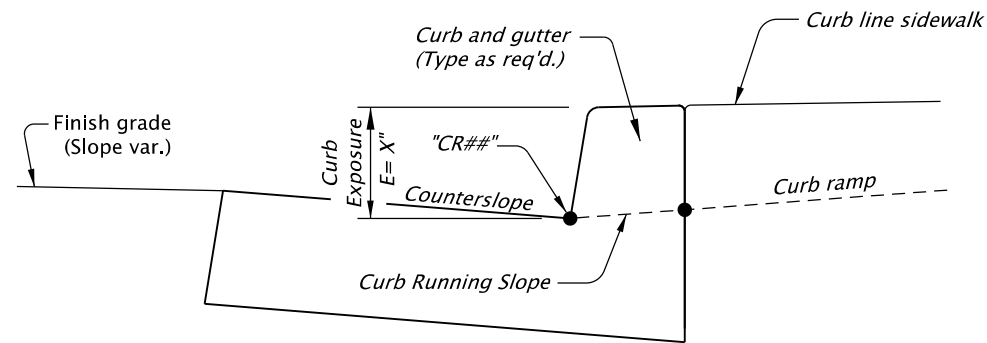 Curb line sidewalk
Curb and gutter
(Type as req'd.)
Finish grade
(Slope var.)
Curb
Exposure
E= X"
"CR##"
Counterslope
Curb ramp
Curb Running Slope